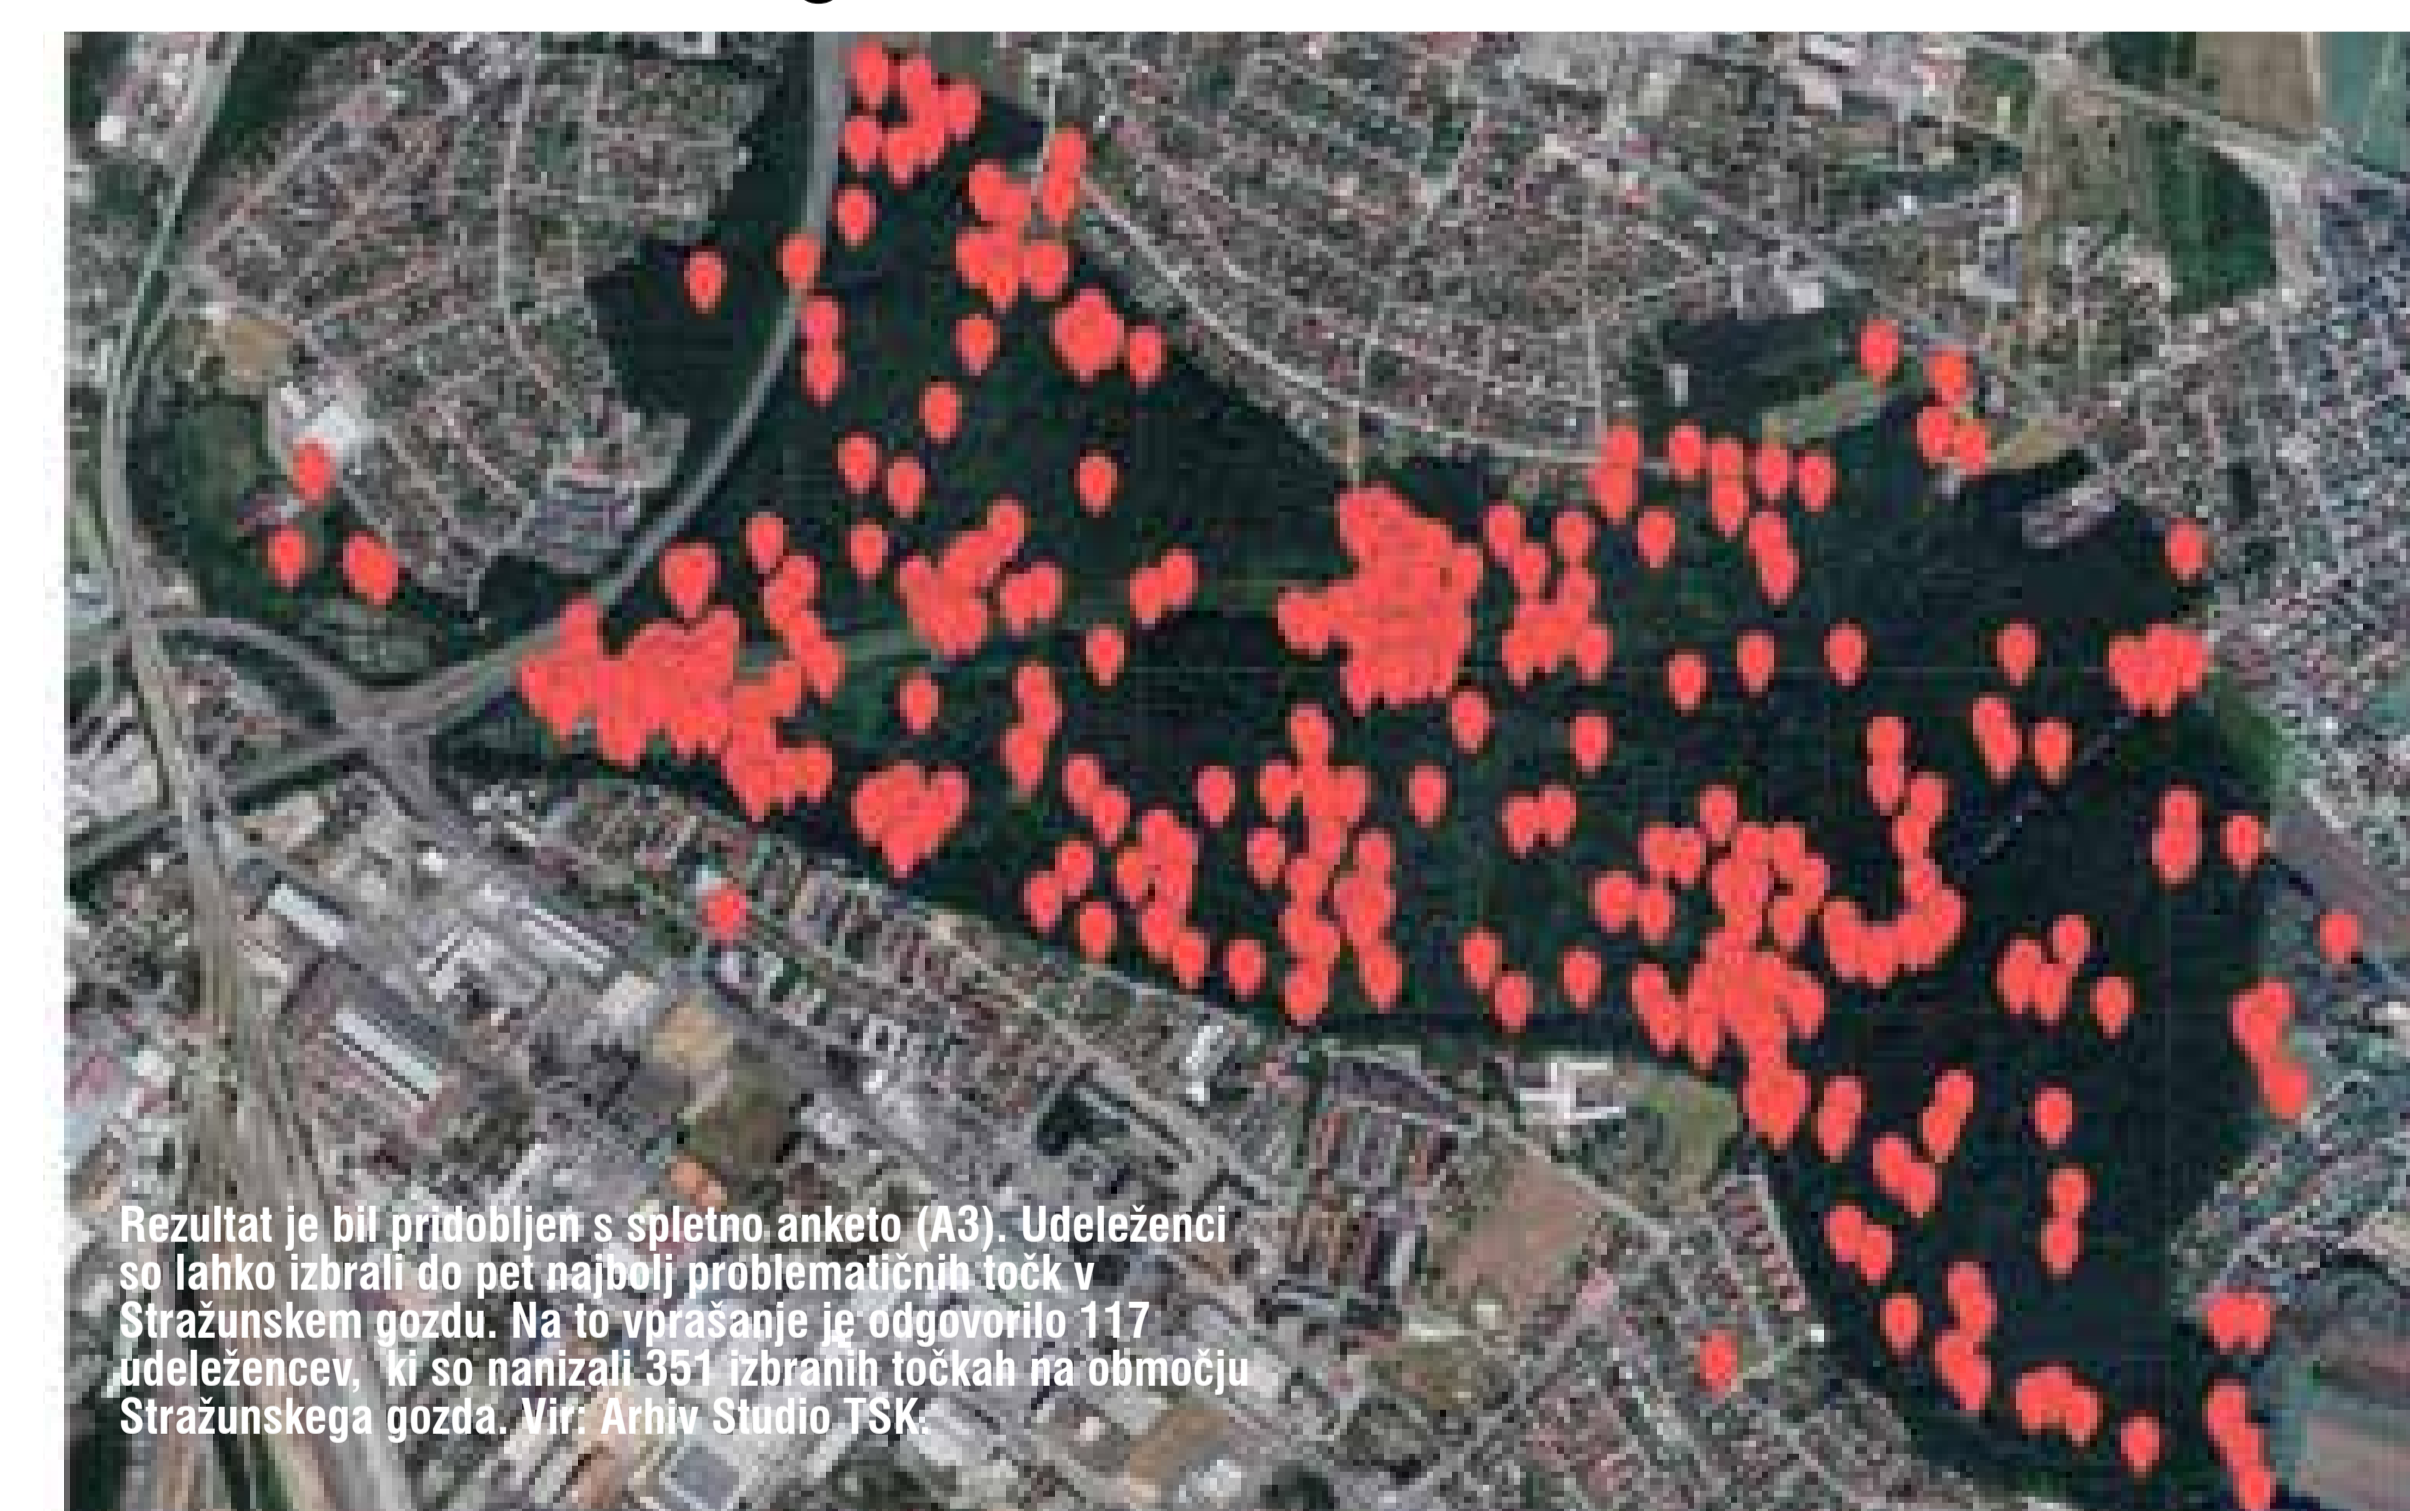 Rezultat je bil pridobljen s spletno anketo (A3). Udeleženci
so lahko izbrali do pet najbolj problematičnih točk v
Stražunskem gozdu. Na to vprašanje je odgovorilo 117
udeležencev,  ki so nanizali 351 izbranih točkah na območju
Stražunskega gozda. Vir: Arhiv Studio TSK.